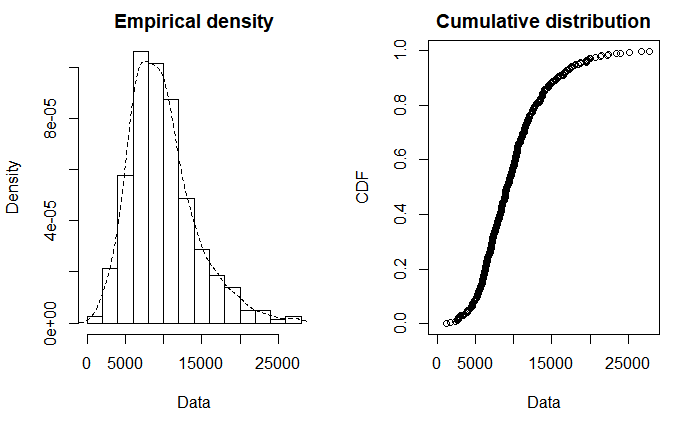 Empirical density
Density
0e+00
4e-05
8e-05
0
5000
15000
25000
Data
Cumulative distribution
CDF
0.0
0.2
0.4
0.6
0.8
1.0
0
5000
15000
25000
Data